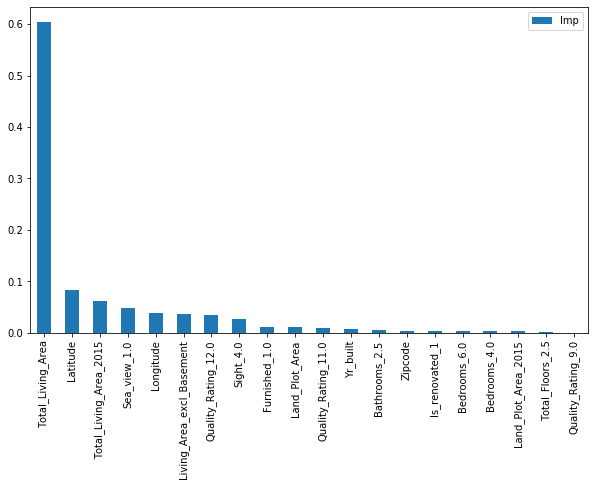 0.6
0.5
0.4
0.3
0.2
0.1
0.0
Imp
Total_Living_Area
Latitude
Total_Living_Area_2015
Sea_view_1.0
Longitude
Living_Area_excl_Basement
Quality_Rating_12.0
Sight_4.0
Furnished_1.0
Land_Plot_Area
Quality_Rating_11.0
Yr_built
Bathrooms_2.5
Zipcode
Is_renovated_1
Bedrooms_6.0
Bedrooms_4.0
Land_Plot_Area_2015
Total_Floors_2.5
Quality_Rating_9.0